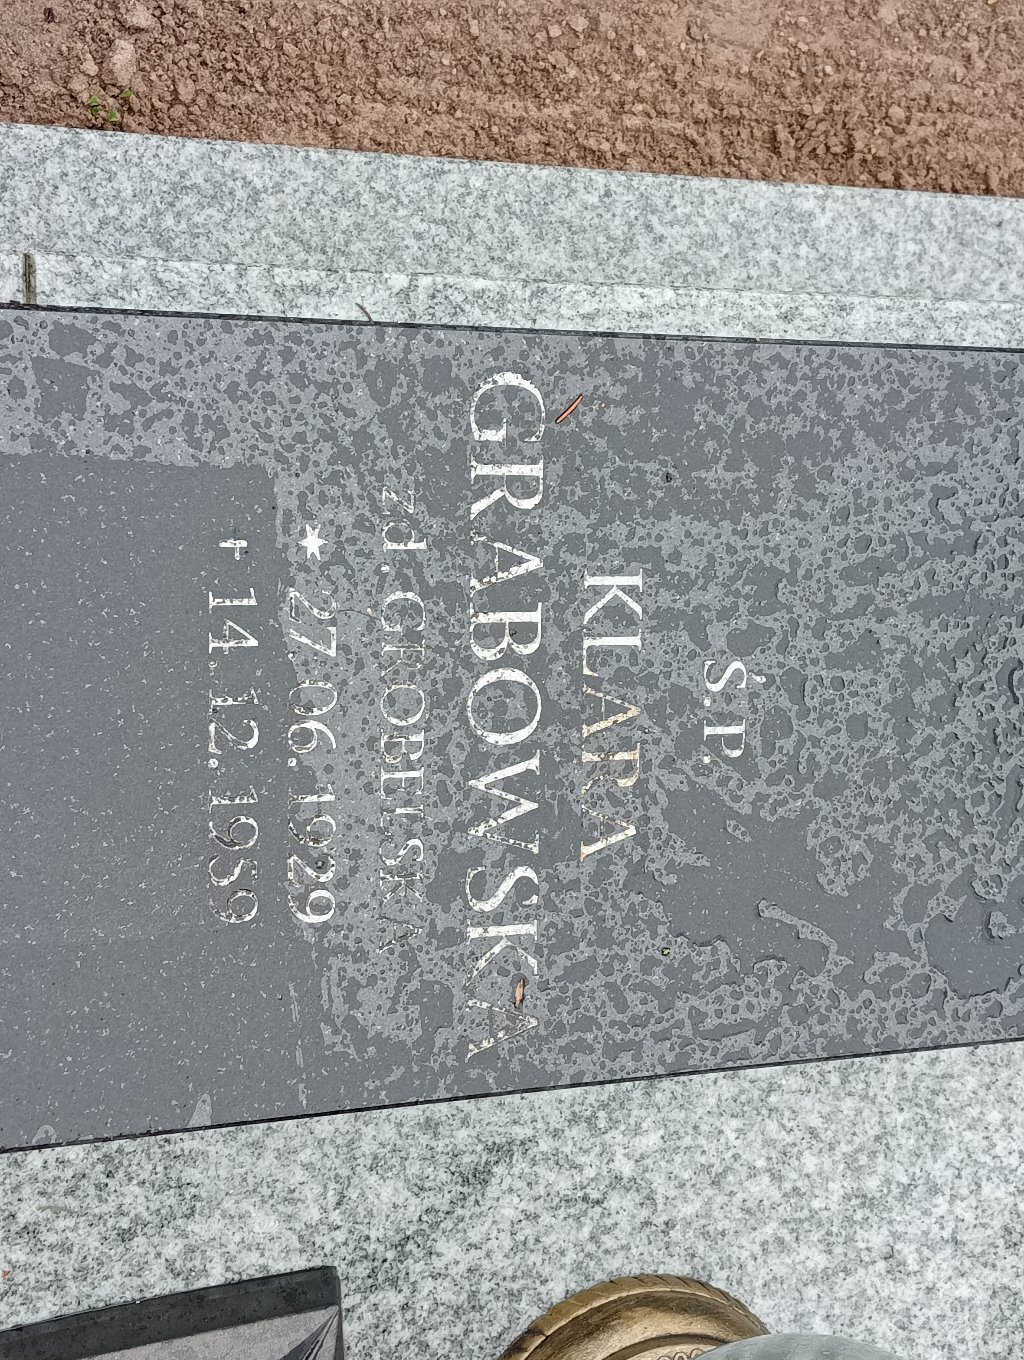 Ś.P.
KLARA
GRABOWSKA
zd. GROBELSKA
* 27.06.1929
✝ 14.12.1959